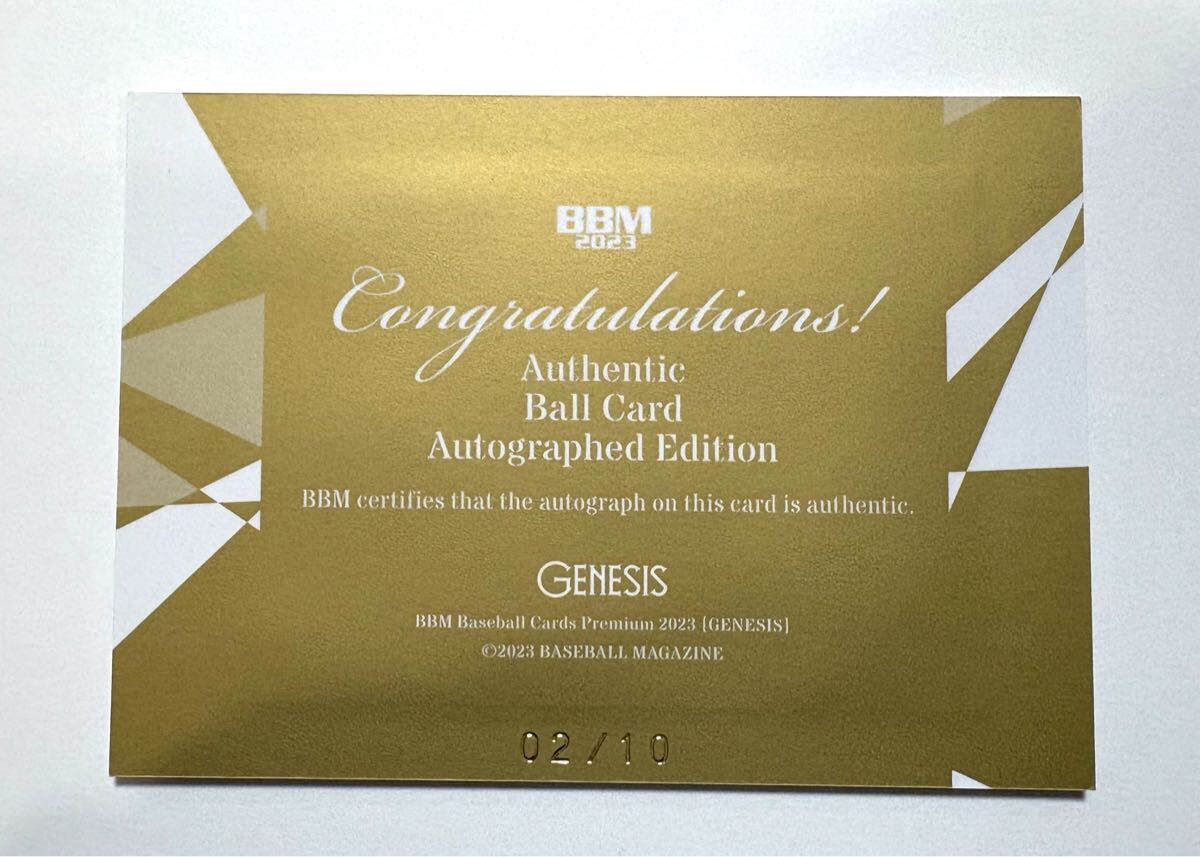 BBM
2023
Congratulations!
Authentic
Ball Card
Autographed Edition
BBM certifies that the autograph on this card is authentic.
GENESIS
BBM Baseball Cards Premium 2023 [GENESIS]
©2023 BASEBALL MAGAZINE
02/10